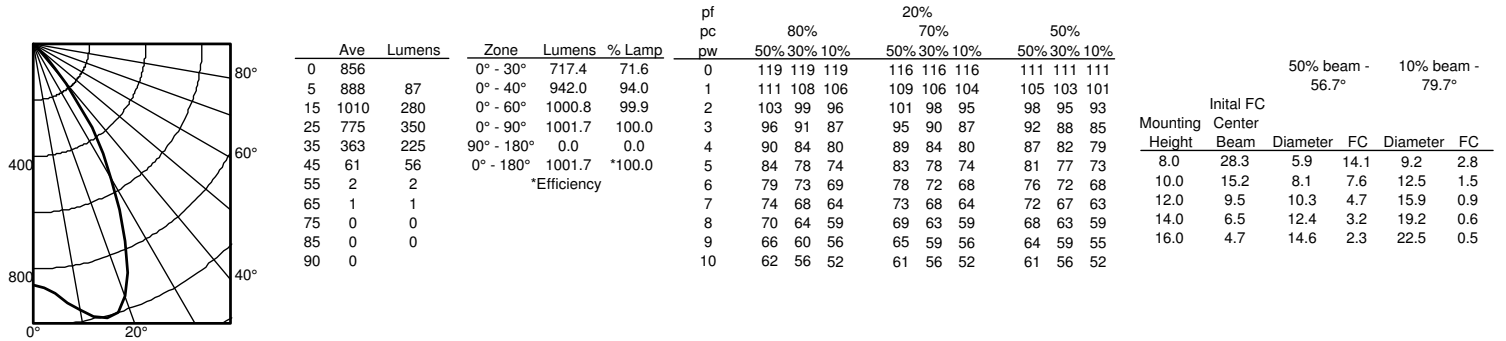 80°
60°
40°
400
800
0° 20°
Ave Lumens
0 856
5 888 87
15 1010 280
25 775 350
35 363 225
45 61 56
55 2 2
65 1 1
75 0 0
85 0 0
90 0
Zone Lumens % Lamp
0° - 30° 717.4 71.6
0° - 40° 942.0 94.0
0° - 60° 1000.8 99.9
0° - 90° 1001.7 100.0
90° - 180° 0.0 0.0
0° - 180° 1001.7 *100.0
*Efficiency
pf 20%
pc 80% 70% 50%
pw 50% 30% 10% 50% 30% 10% 50% 30% 10%
0 119 119 119 116 116 116 111 111 111
1 111 108 106 109 106 104 105 103 101
2 103 99 96 101 98 95 98 95 93
3 96 91 87 95 90 87 92 88 85
4 90 84 80 89 84 80 87 82 79
5 84 78 74 83 78 74 81 77 73
6 79 73 69 78 72 68 76 72 68
7 74 68 64 73 68 64 72 67 63
8 70 64 59 69 63 59 68 63 59
9 66 60 56 65 59 56 64 59 55
10 62 56 52 61 56 52 61 56 52
50% beam - 10% beam -
56.7° 79.7°
Inital FC
Mounting Center
Height Beam Diameter FC Diameter FC
8.0 28.3 5.9 14.1 9.2 2.8
10.0 15.2 8.1 7.6 12.5 1.5
12.0 9.5 10.3 4.7 15.9 0.9
14.0 6.5 12.4 3.2 19.2 0.6
16.0 4.7 14.6 2.3 22.5 0.5